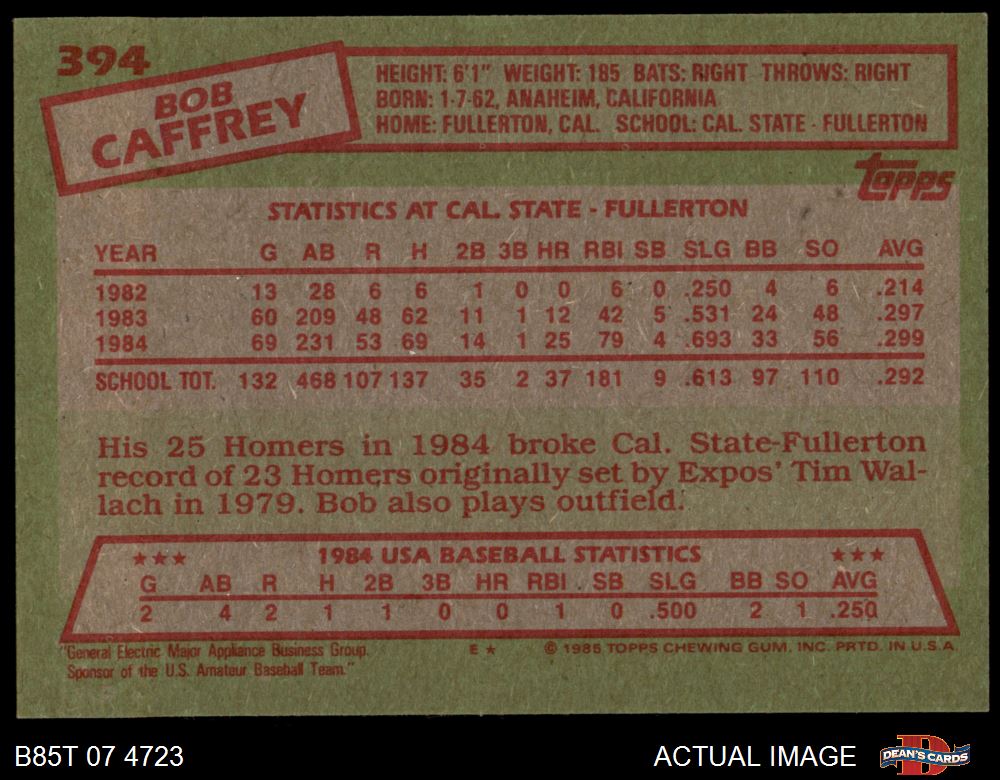 394
BOB
CAFFREY
HEIGHT: 6'1" WEIGHT: 185 BATS: RIGHT THROWS: RIGHT
BORN: 1-7-62, ANAHEIM, CALIFORNIA
HOME: FULLERTON, CAL. SCHOOL: CAL. STATE - FULLERTON
topps
STATISTICS AT CAL. STATE - FULLERTON
YEAR G AB R H 2B 3B HR RBI SB SLG BB SO AVG
1982 13 28 6 6 1 0 0 6 0 .250 4 6 .214
1983 60 209 48 62 11 1 12 42 5 .531 24 48 .297
1984 69 231 53 69 14 1 25 79 4 .693 33 56 .299
SCHOOL TOT. 132 468 107 137 35 2 37 181 9 .613 97 110 .292
His 25 Homers in 1984 broke Cal. State-Fullerton
record of 23 Homers originally set by Expos' Tim Wal-
lach in 1979. Bob also plays outfield.
★★★ 1984 USA BASEBALL STATISTICS ★★★
G AB R H 2B 3B HR RBI SB SLG BB SO AVG
2 4 2 1 1 0 0 1 0 .500 2 1 .250
"General Electric Major Appliance Business Group.
Sponsor of the U.S. Amateur Baseball Team."
E ★ © 1985 TOPPS CHEWING GUM, INC. PRTD. IN U.S.A.
B85T 07 4723
ACTUAL IMAGE
DEAN'S CARDS